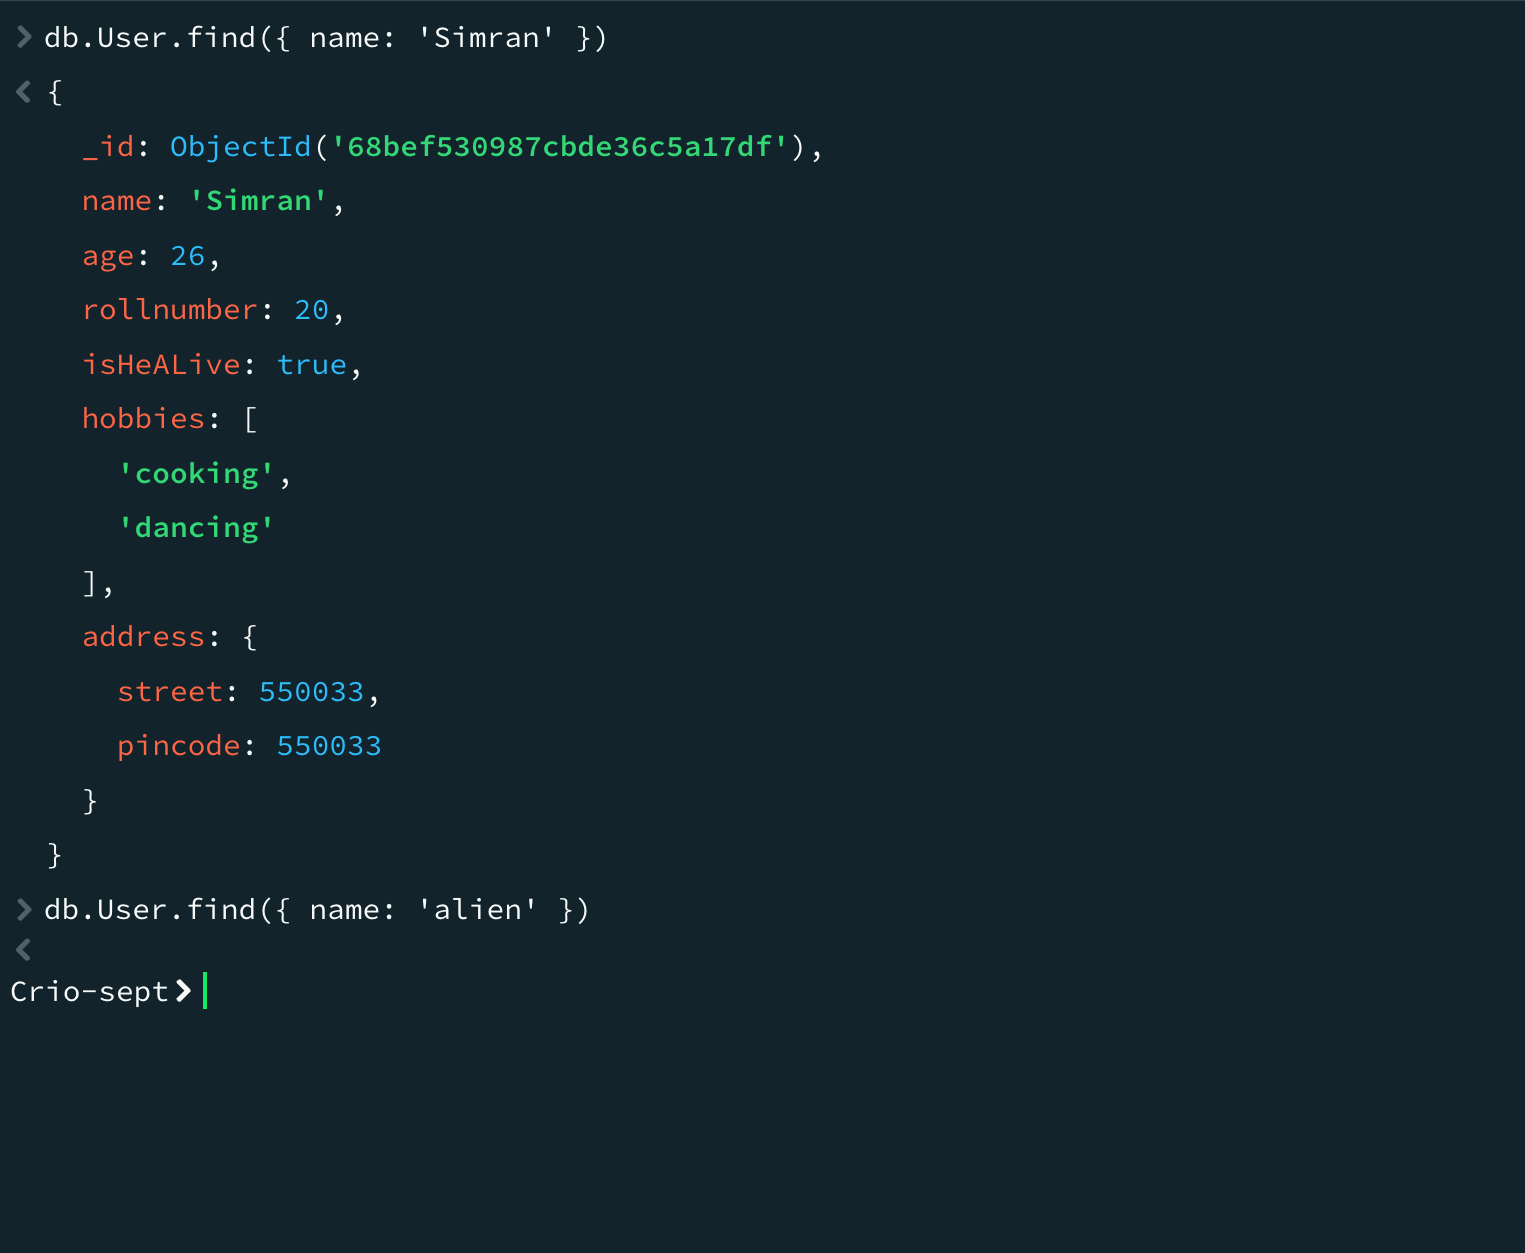 > db.User.find({ name: 'Simran' })
< {
    _id: ObjectId('68bef530987cbde36c5a17df'),
    name: 'Simran',
    age: 26,
    rollnumber: 20,
    isHeALive: true,
    hobbies: [
      'cooking',
      'dancing'
    ],
    address: {
      street: 550033,
      pincode: 550033
    }
  }
> db.User.find({ name: 'alien' })
<
Crio-sept>